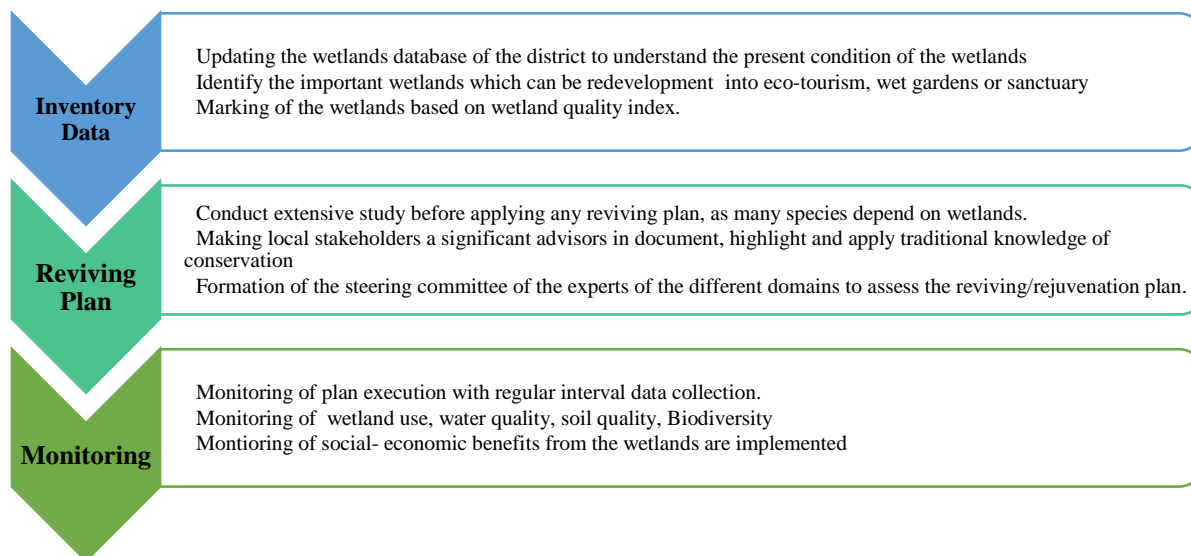 Inventory
Data
Updating the wetlands database of the district to understand the present condition of the wetlands
Identify the important wetlands which can be redevelopment into eco-tourism, wet gardens or sanctuary
Marking of the wetlands based on wetland quality index.
Reviving
Plan
Conduct extensive study before applying any reviving plan, as many species depend on wetlands.
Making local stakeholders a significant advisors in document, highlight and apply traditional knowledge of
conservation
Formation of the steering committee of the experts of the different domains to assess the reviving/rejuvenation plan.
Monitoring
Monitoring of plan execution with regular interval data collection.
Monitoring of wetland use, water quality, soil quality, Biodiversity
Montioring of social- economic benefits from the wetlands are implemented